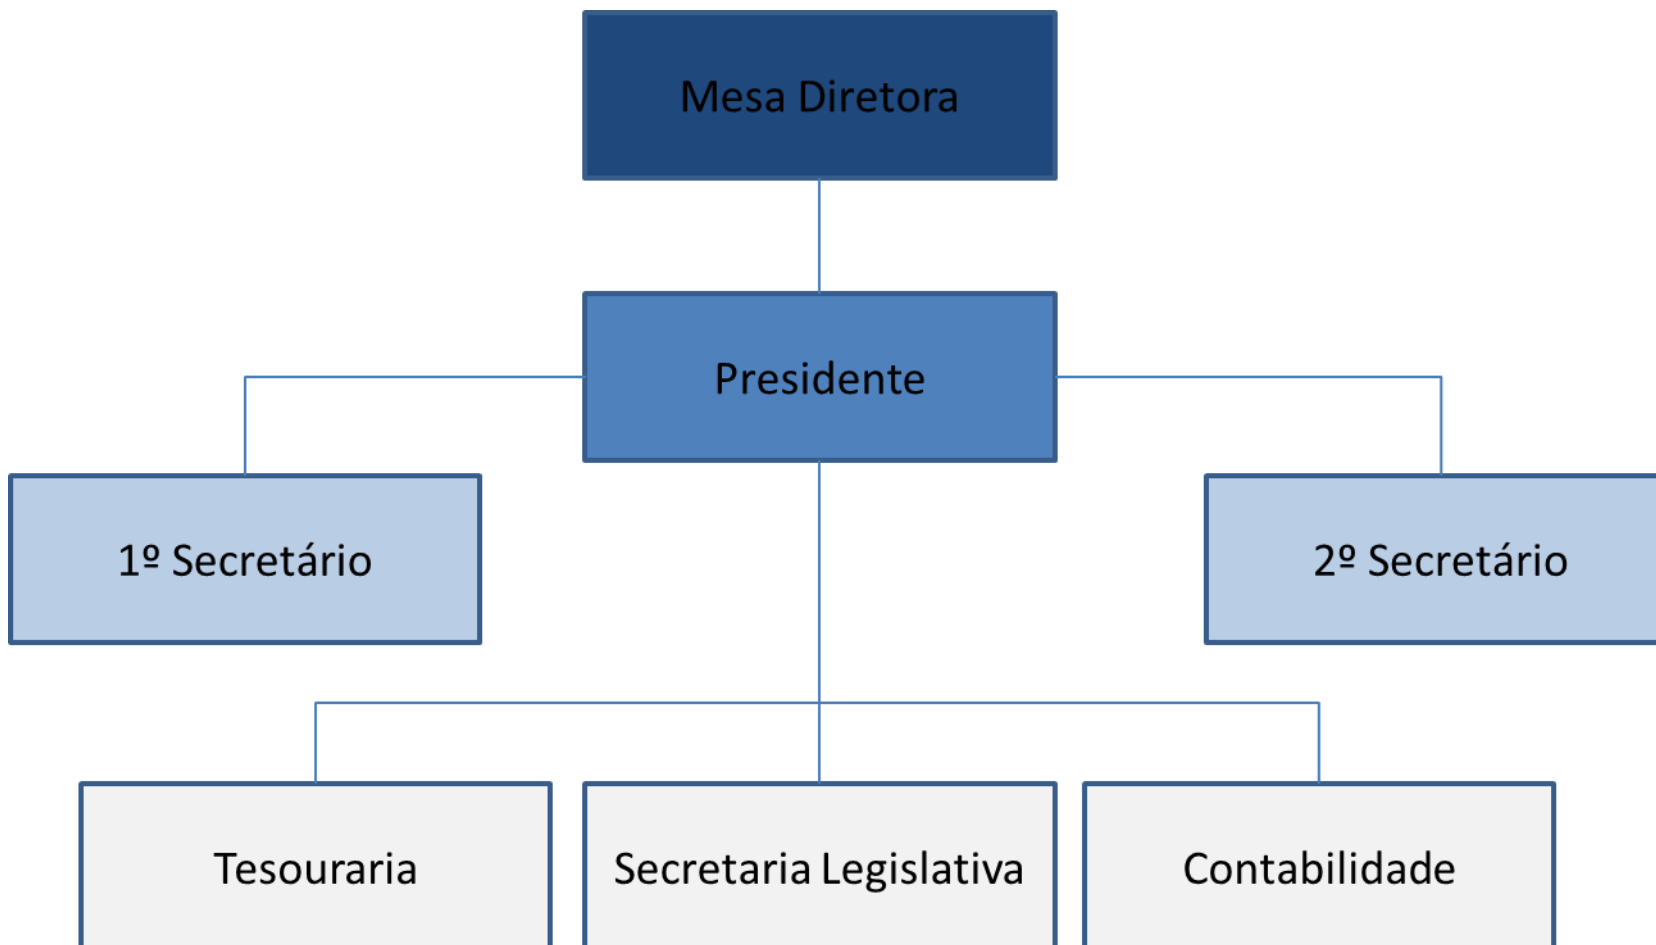 Mesa Diretora
Presidente
1º Secretário
2º Secretário
Tesouraria
Secretaria Legislativa
Contabilidade